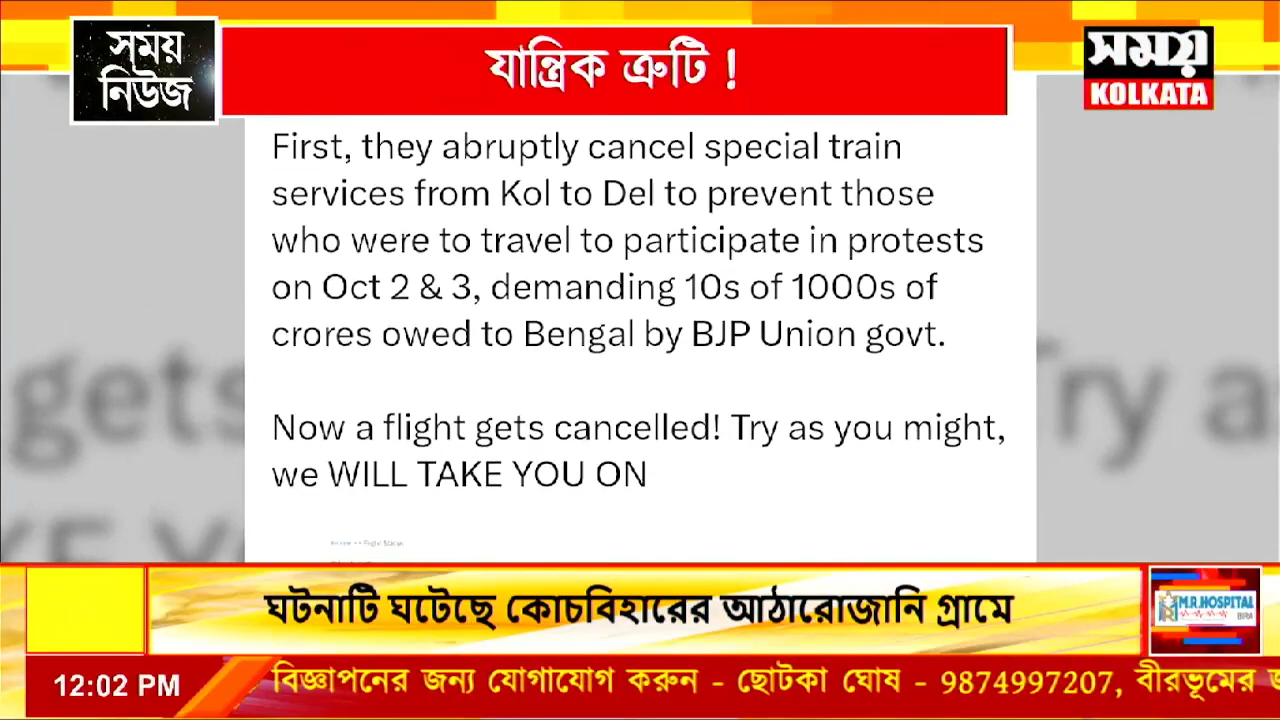 সময়
নিউজ
যান্ত্রিক ত্রুটি !
সময়
KOLKATA
First, they abruptly cancel special train
services from Kol to Del to prevent those
who were to travel to participate in protests
on Oct 2 & 3, demanding 10s of 1000s of
crores owed to Bengal by BJP Union govt.
Now a flight gets cancelled! Try as you might,
we WILL TAKE YOU ON
gets
Try a
ঘটনাটি ঘটেছে কোচবিহারের আঠারোজানি গ্রামে
M.R.HOSPITAL
BIRA
12:02 PM
বিজ্ঞাপনের জন্য যোগাযোগ করুন - ছোটকা ঘোষ - 9874997207, বীরভূমের